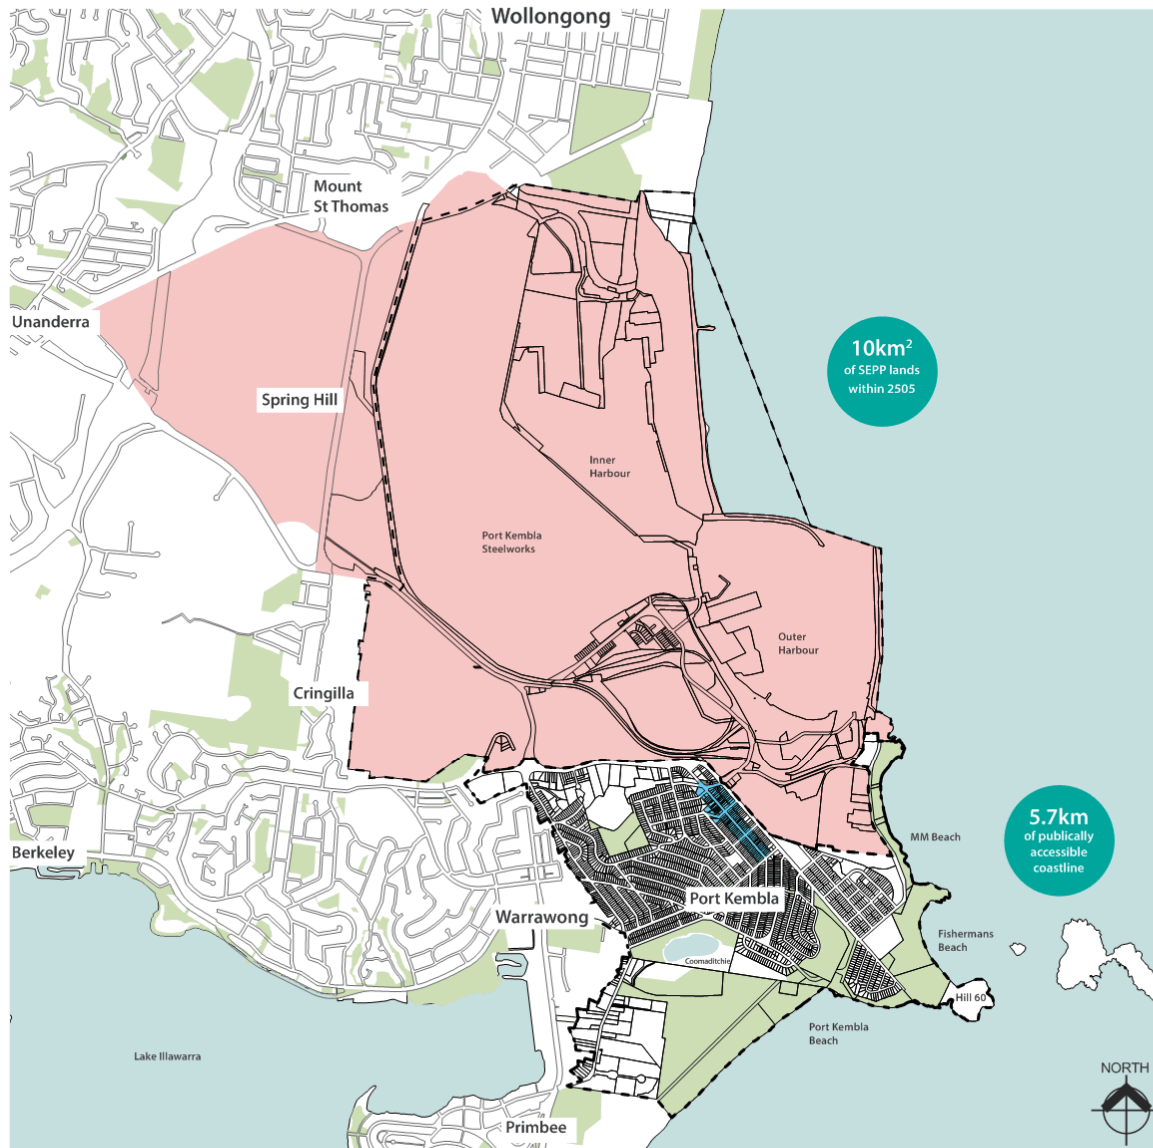 Wollongong
Mount
St Thomas
Unanderra
10km²
of SEPP lands
within 2505
Spring Hill
Inner
Harbour
Port Kembla
Steelworks
Outer
Harbour
Cringilla
5.7km
of publically
accessible
coastline
MM Beach
Berkeley
Port Kembla
Warrawong
Fishermans
Beach
Coomaditchie
Hill 60
Port Kembla
Beach
Lake Illawarra
NORTH
Primbee